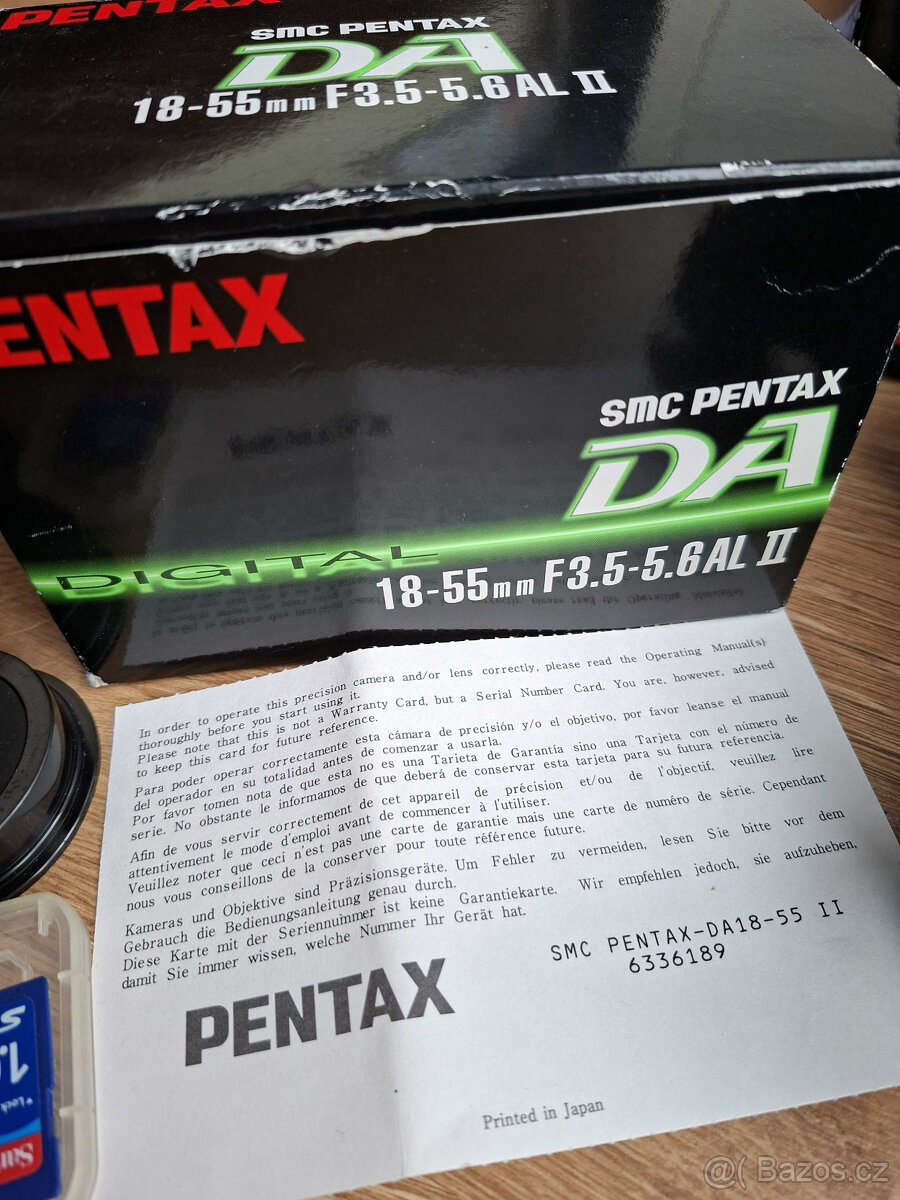 PENTAX
SMC PENTAX
DA
18-55mm F3.5-5.6 AL II
ENTAX
SMC PENTAX
DA
DIGITAL
18-55mm F3.5-5.6 AL II
In order to operate this precision camera and/or lens correctly, please read the Operating Manual(s)
thoroughly before you start using it.
Please note that this is not a Warranty Card, but a Serial Number Card. You are, however, advised
to keep this card for future reference.
Para poder operar correctamente esta cámara de precisión y/o el objetivo, por favor leanse el manual
del operador en su totalidad antes de comenzar a usarla.
Por favor tomen nota de que esta no es una Tarjeta de Garantía sino una Tarjeta con el número de
serie. No obstante le informamos de que deberá de conservar esta tarjeta para su futura referencia.
Afin de vous servir correctement de cet appareil de précision et/ou de l'objectif, veuillez lire
attentivement le mode d'emploi avant de commencer à l'utiliser.
Veuillez noter que ceci n'est pas une carte de garantie mais une carte de numéro de série. Cependant
nous vous conseillons de la conserver pour toute référence future.
Kameras und Objektive sind Präzisionsgeräte. Um Fehler zu vermeiden, lesen Sie bitte vor dem
Gebrauch die Bedienungsanleitung genau durch.
Diese Karte mit der Seriennummer ist keine Garantiekarte. Wir empfehlen jedoch, sie aufzuheben,
damit Sie immer wissen, welche Nummer Ihr Gerät hat.
SMC PENTAX-DA18-55 II
6336189
PENTAX
Printed in Japan
Lock
San
@ Bazos.cz